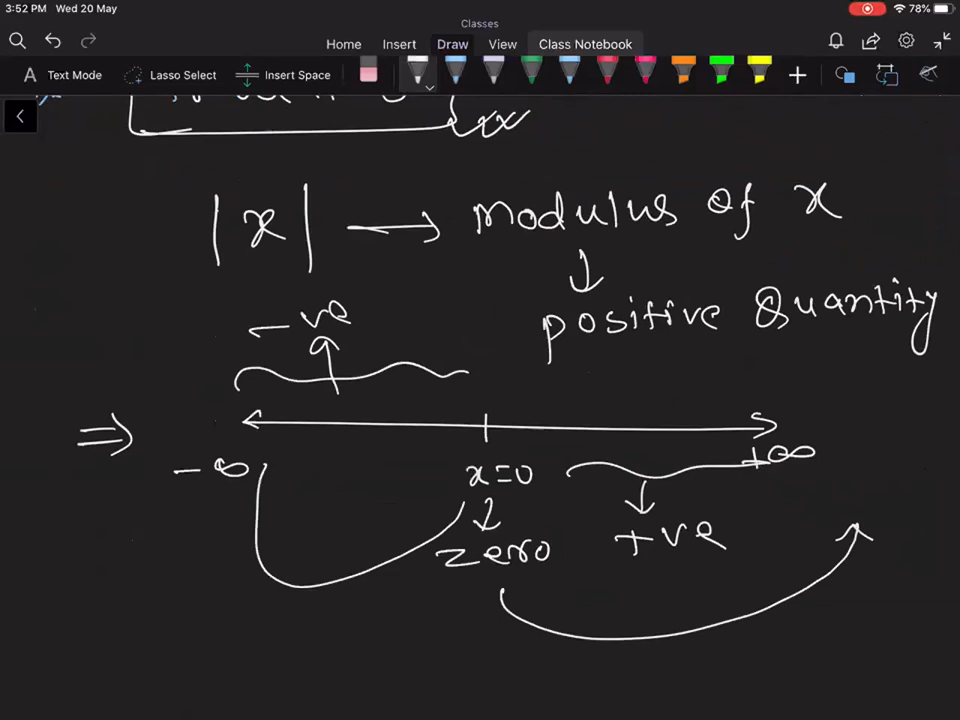 3:52 PM Wed 20 May
78%
Classes
Home Insert Draw View Class Notebook
Text Mode Lasso Select Insert Space
|x| → modulus of x
↓
positive Quantity
-ve
⇒
-∞ x=0 +∞
↓ ↓
zero +ve